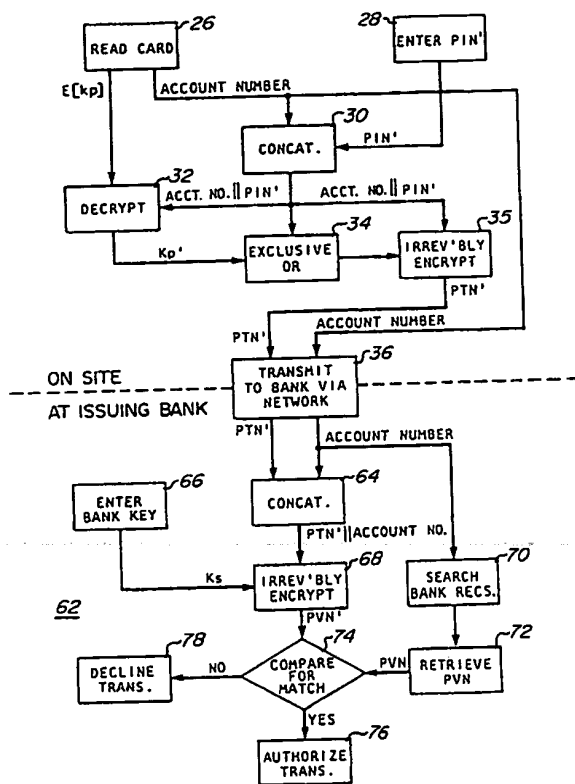 26
READ CARD
28
ENTER PIN'
E[kp]
ACCOUNT NUMBER
30
CONCAT.
PIN'
32
DECRYPT
ACCT. NO.||PIN'
ACCT. NO.||PIN'
34
35
Kp'
EXCLUSIVE
OR
IRREV'BLY
ENCRYPT
PTN'
PTN'
ACCOUNT NUMBER
36
TRANSMIT
TO BANK VIA
NETWORK
ON SITE
AT ISSUING BANK
PTN'
ACCOUNT NUMBER
66
ENTER
BANK KEY
64
CONCAT.
PTN'||ACCOUNT NO.
68
Ks
IRREV'BLY
ENCRYPT
70
SEARCH
BANK RECS.
62
PVN'
78
DECLINE
TRANS.
NO
74
COMPARE
FOR
MATCH
PVN
72
RETRIEVE
PVN
YES
76
AUTHORIZE
TRANS.